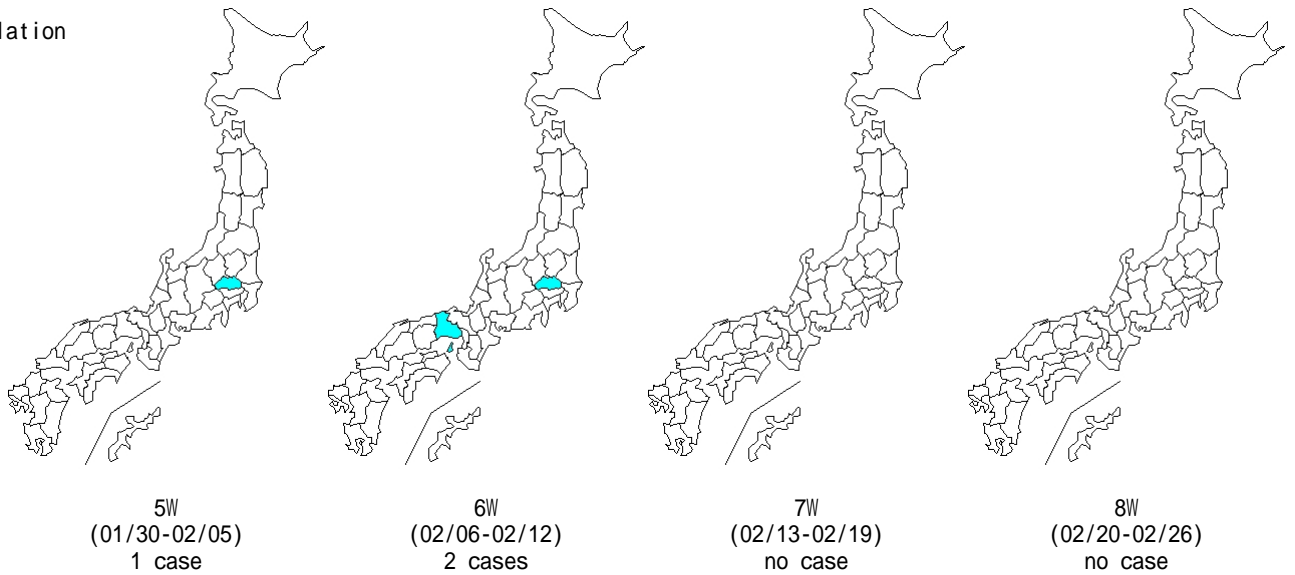 lation
5W
(01/30-02/05)
1 case
6W
(02/06-02/12)
2 cases
7W
(02/13-02/19)
no case
8W
(02/20-02/26)
no case